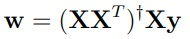 w = (XX^T)^†Xy